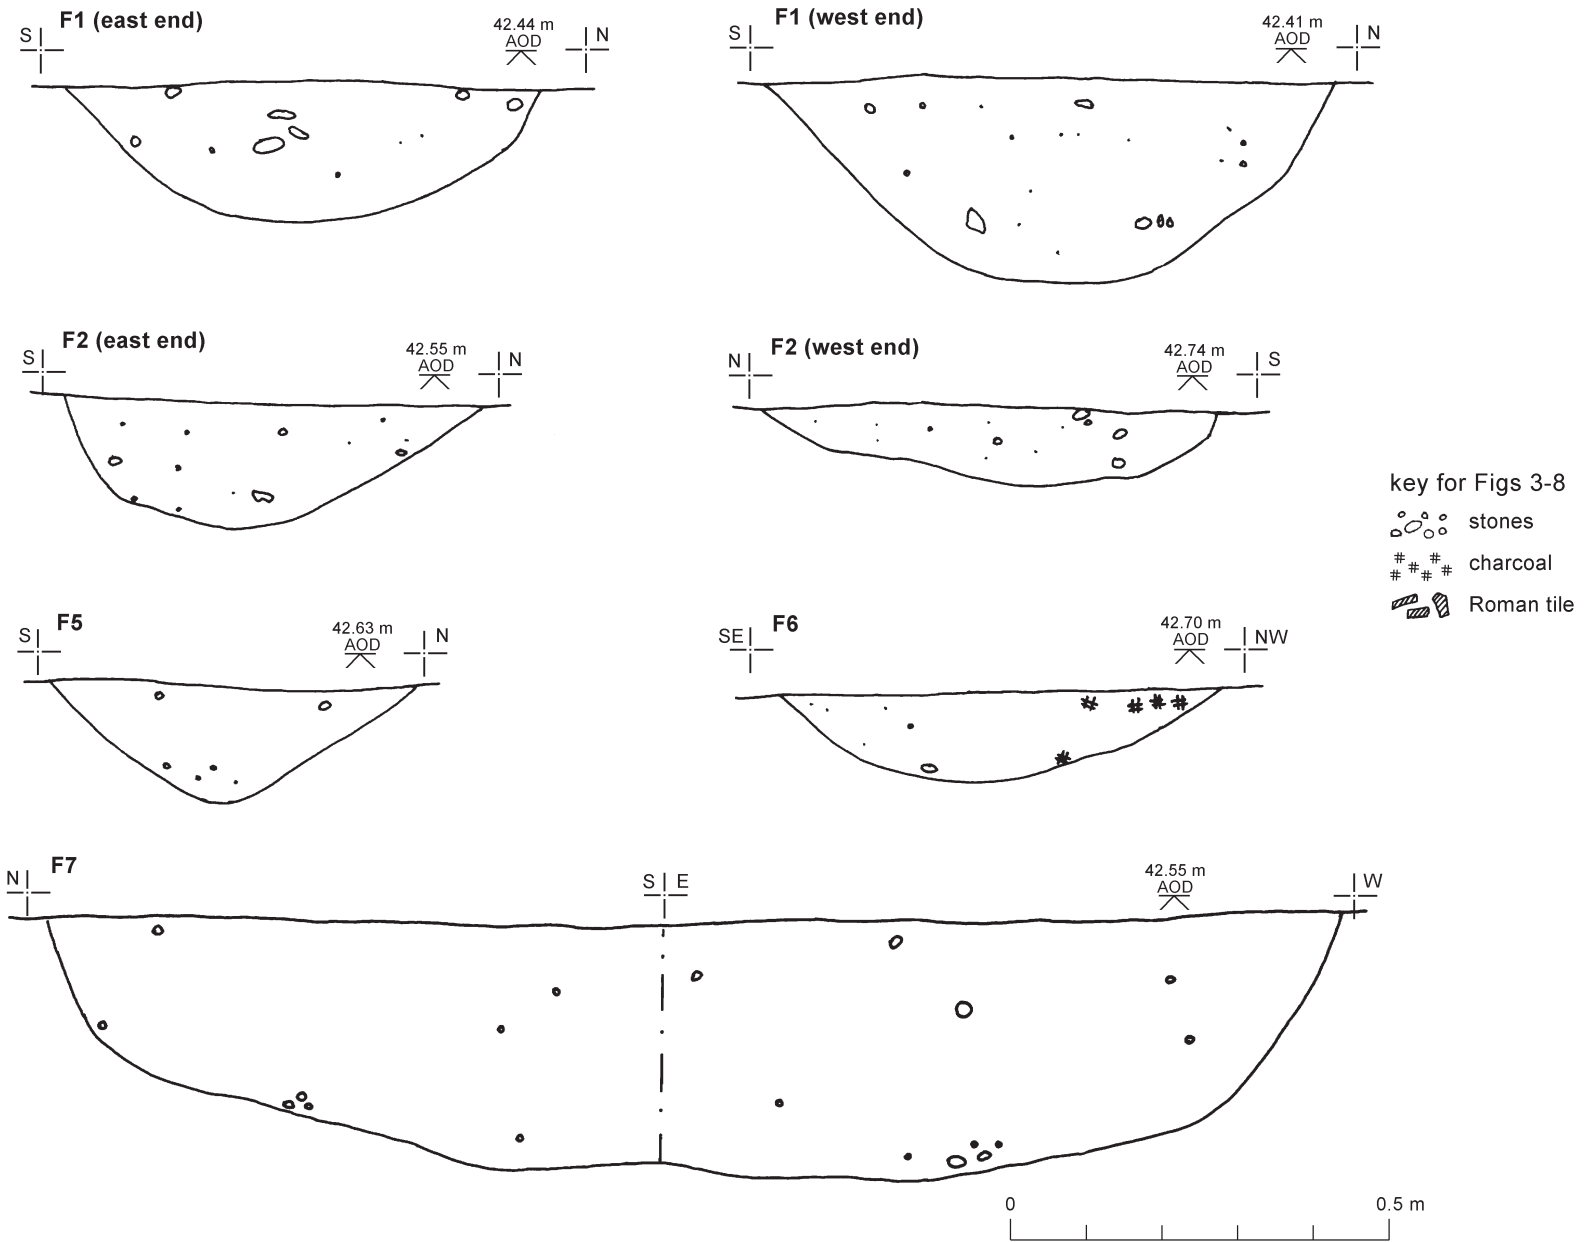 F1 (east end)
S
42.44 m
AOD
N
F1 (west end)
S
42.41 m
AOD
N
F2 (east end)
S
42.55 m
AOD
N
F2 (west end)
N
42.74 m
AOD
S
key for Figs 3-8
stones
charcoal
Roman tile
F5
S
42.63 m
AOD
N
F6
SE
42.70 m
AOD
NW
F7
N
S
E
42.55 m
AOD
W
0
0.5 m